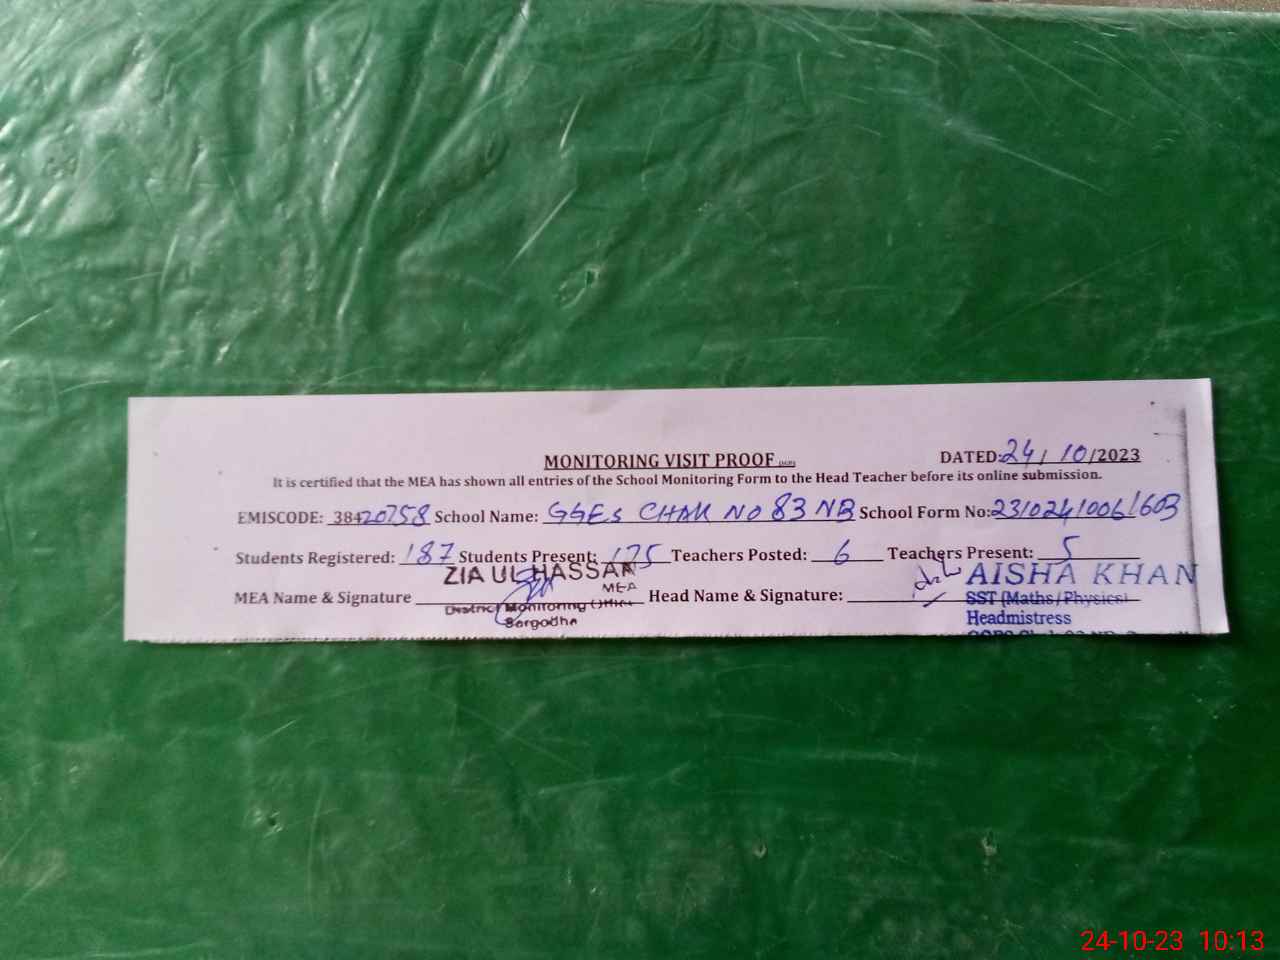 MONITORING VISIT PROOF
DATED: 24/10/2023
It is certified that the MEA has shown all entries of the School Monitoring Form to the Head Teacher before its online submission.
EMISCODE: 38420758 School Name: GGES CHAK NO 83 NB School Form No: 23102410061603
Students Registered: 187 Students Present: 175 Teachers Posted: 6 Teachers Present: 5
ZIA UL HASSAN
MEA
MEA Name & Signature
District Monitoring Officer
Sargodha
Head Name & Signature:
AISHA KHAN
SST (Maths/Physics)
Headmistress
24-10-23 10:13